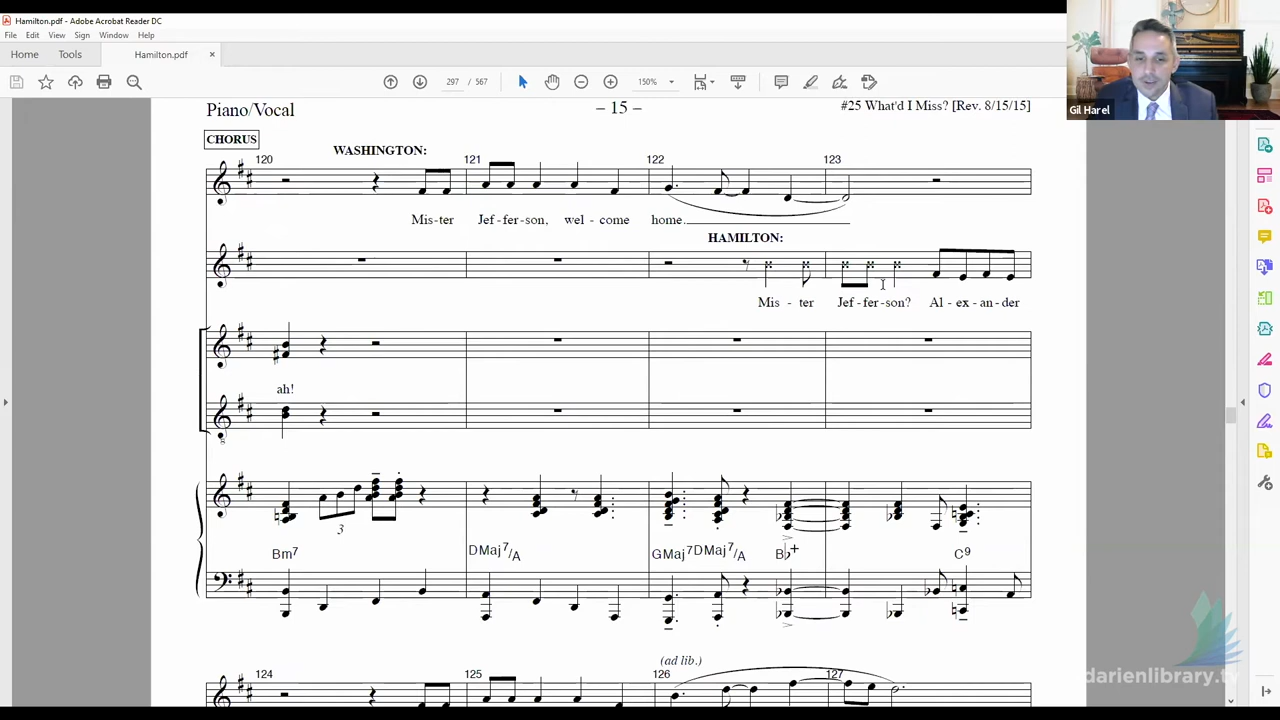 Hamilton.pdf - Adobe Acrobat Reader DC
File Edit View Sign Window Help
Home Tools Hamilton.pdf ×
297 / 567 150%
Gil Harel
Piano/Vocal – 15 – #25 What'd I Miss? [Rev. 8/15/15]
CHORUS
120 WASHINGTON: 121 122 123
Mis-ter Jef-fer-son, wel-come home.
HAMILTON:
Mis-ter Jef-fer-son? Al-ex-an-der
ah!
8
3
Bm7 DMaj7/A GMaj7 DMaj7/A B♭+ C9
(ad lib.)
124 125 126 127
darienlibrary.tv